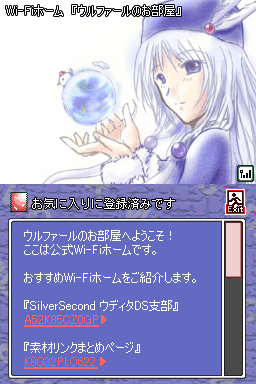 Wi-Fiホーム 『ウルファールのお部屋』
お気に入りに登録済みです
EXIT
ウルファールのお部屋へようこそ！
ここは公式Wi-Fiホームです。
おすすめWi-Fiホームをご紹介します。
『SilverSecond ウディタDS支部』
『素材リンクまとめページ』